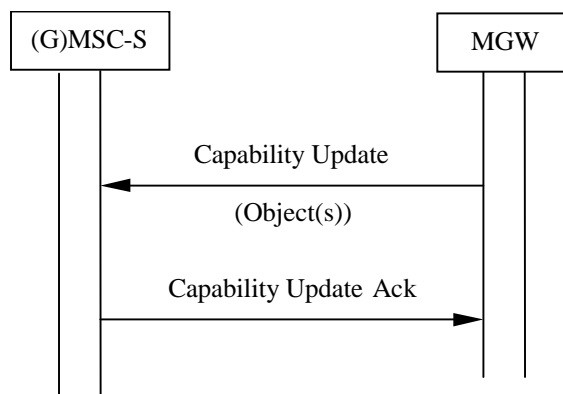 (G)MSC-S
MGW
Capability Update
(Object(s))
Capability Update Ack